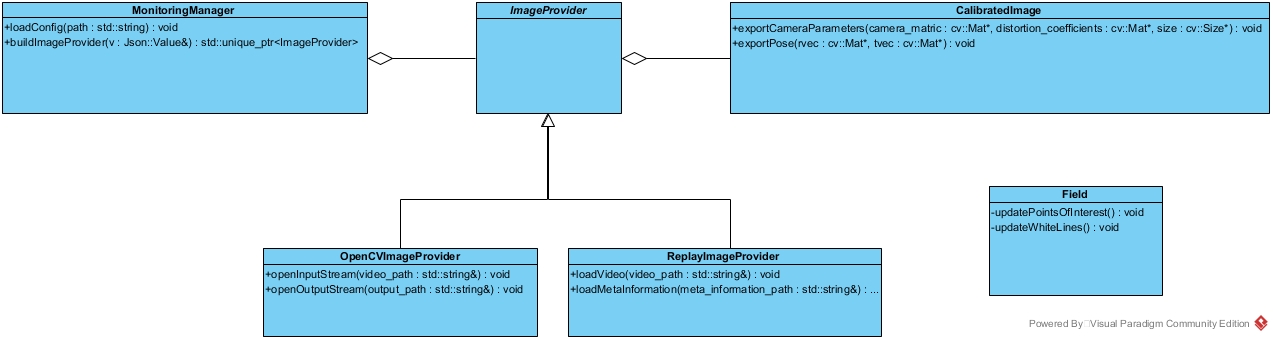 MonitoringManager
+loadConfig(path : std::string) : void
+buildImageProvider(v : Json::Value&) : std::unique_ptr<ImageProvider>
ImageProvider
CalibratedImage
+exportCameraParameters(camera_matric : cv::Mat*, distortion_coefficients : cv::Mat*, size : cv::Size*) : void
+exportPose(rvec : cv::Mat*, tvec : cv::Mat*) : void
Field
-updatePointsOfInterest() : void
-updateWhiteLines() : void
OpenCVImageProvider
+openInputStream(video_path : std::string&) : void
+openOutputStream(output_path : std::string&) : void
ReplayImageProvider
+loadVideo(video_path : std::string&) : void
+loadMetaInformation(meta_information_path : std::string&) : ...
Powered By Visual Paradigm Community Edition